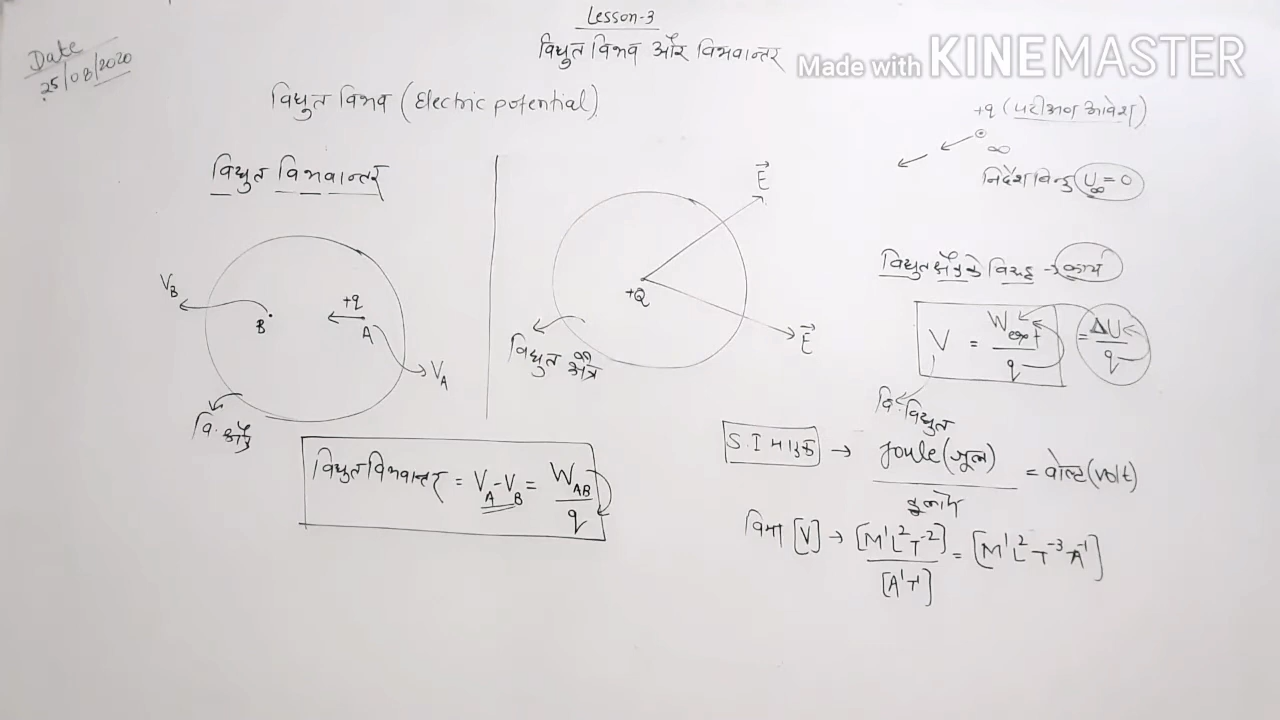 Lesson-3
विद्युत विभव और विभवान्तर
Made with KINEMASTER
Date
25/08/2020
विद्युत विभव (Electric potential)
विद्युत विभवान्तर
V_B
B
+q
A
V_A
वि. क्षेत्र
विद्युत विभवान्तर = V_A - V_B = W_AB / q
E⃗
+Q
E⃗
विद्युत क्षेत्र
+q (परीक्षण आवेश)
∞
निर्देश बिन्दु U_∞ = 0
विद्युत क्षेत्र के विरुद्ध → कार्य
V = W_ext / q = ΔU / q
S.I मात्रक → Joule (जूल) / कूलॉम = वोल्ट (volt)
विमा [V] → [M¹L²T⁻²] / [A¹T¹] = [M¹L²T⁻³A⁻¹]